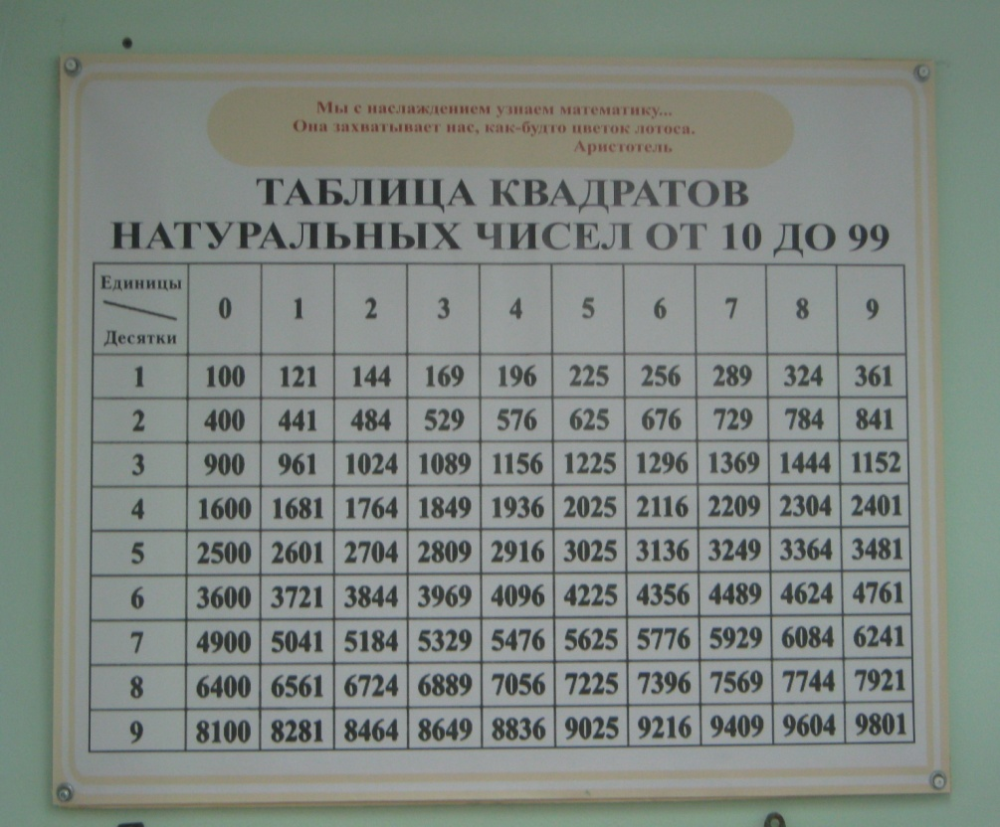 Мы с наслаждением узнаем математику...
Она захватывает нас, как-будто цветок лотоса.
Аристотель
ТАБЛИЦА КВАДРАТОВ
НАТУРАЛЬНЫХ ЧИСЕЛ ОТ 10 ДО 99
Единицы
Десятки 0 1 2 3 4 5 6 7 8 9
1 100 121 144 169 196 225 256 289 324 361
2 400 441 484 529 576 625 676 729 784 841
3 900 961 1024 1089 1156 1225 1296 1369 1444 1152
4 1600 1681 1764 1849 1936 2025 2116 2209 2304 2401
5 2500 2601 2704 2809 2916 3025 3136 3249 3364 3481
6 3600 3721 3844 3969 4096 4225 4356 4489 4624 4761
7 4900 5041 5184 5329 5476 5625 5776 5929 6084 6241
8 6400 6561 6724 6889 7056 7225 7396 7569 7744 7921
9 8100 8281 8464 8649 8836 9025 9216 9409 9604 9801